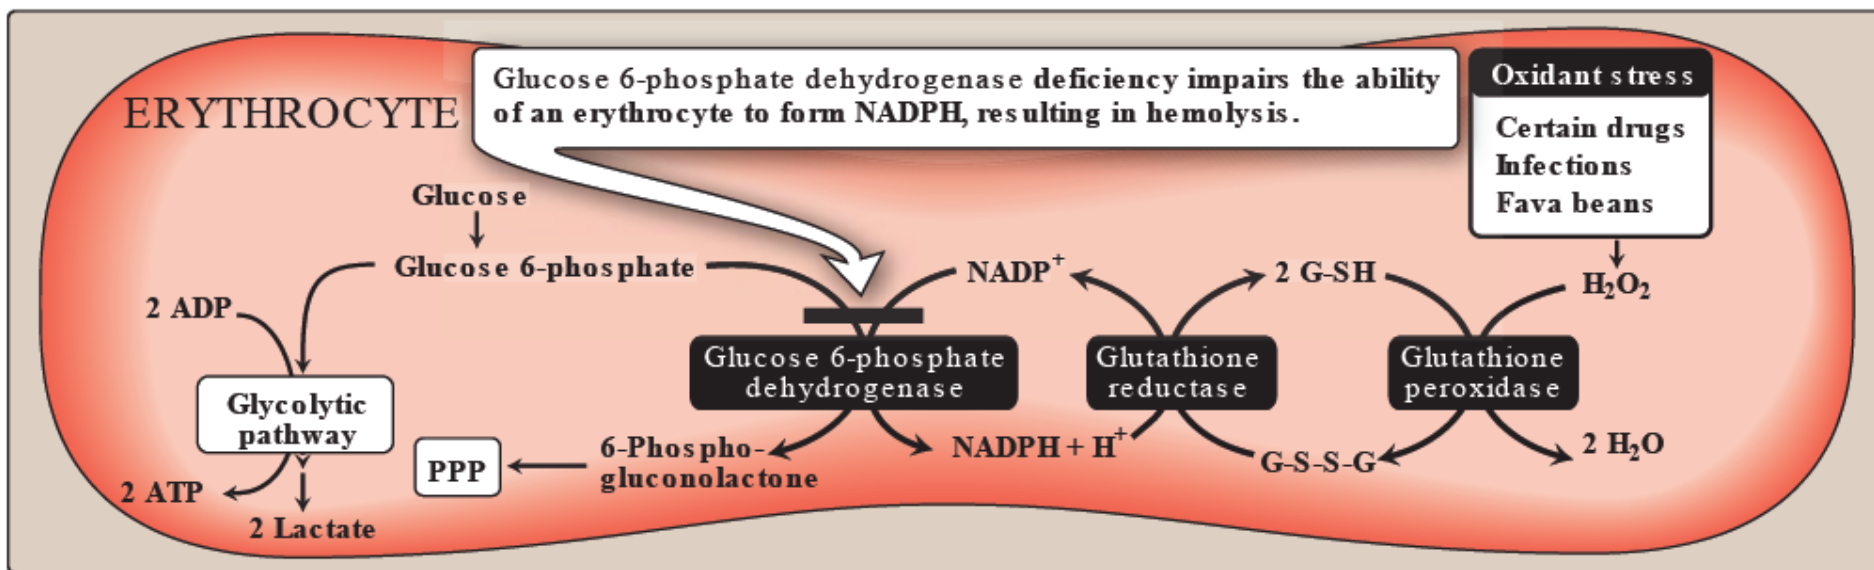 ERYTHROCYTE
Glucose 6-phosphate dehydrogenase deficiency impairs the ability
of an erythrocyte to form NADPH, resulting in hemolysis.
Oxidant stress
Certain drugs
Infections
Fava beans
Glucose
Glucose 6-phosphate
NADP⁺
2 G-SH
H₂O₂
2 ADP
Glucose 6-phosphate
dehydrogenase
Glutathione
reductase
Glutathione
peroxidase
Glycolytic
pathway
PPP
6-Phospho-
gluconolactone
NADPH + H⁺
G-S-S-G
2 H₂O
2 ATP
2 Lactate